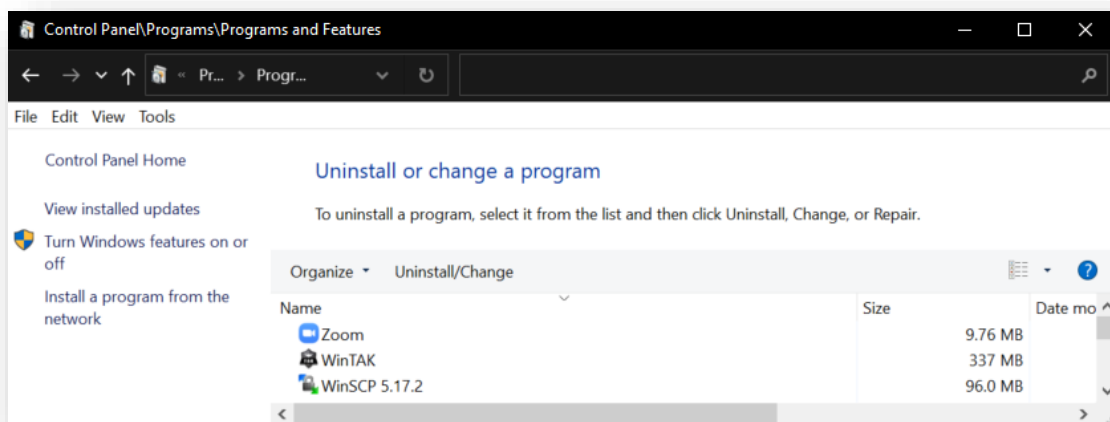 Control Panel\Programs\Programs and Features
« Pr... > Progr...
File Edit View Tools
Control Panel Home
View installed updates
Turn Windows features on or
off
Install a program from the
network
Uninstall or change a program
To uninstall a program, select it from the list and then click Uninstall, Change, or Repair.
Organize Uninstall/Change
Name Size Date mo
Zoom 9.76 MB
WinTAK 337 MB
WinSCP 5.17.2 96.0 MB